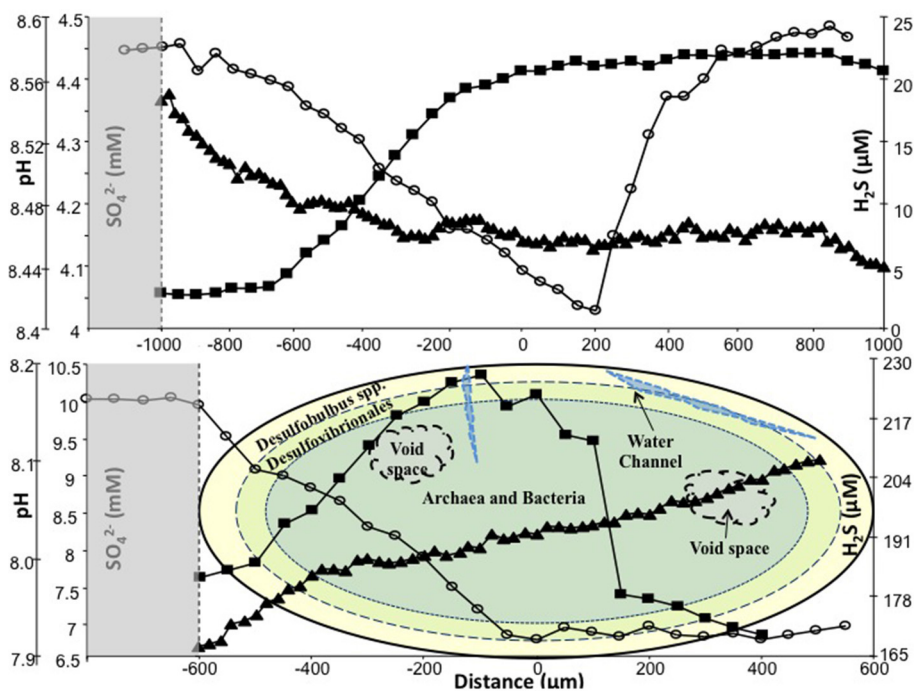 8.6
8.56
8.52
8.48
8.44
8.4
pH
4.5
4.4
4.3
4.2
4.1
4
SO₄²⁻ (mM)
25
20
15
10
5
0
H₂S (µM)
-1000 -800 -600 -400 -200 0 200 400 600 800 1000
8.2
8.1
8.0
7.9
pH
10.5
10
9.5
9
8.5
8
7.5
7
6.5
SO₄²⁻ (mM)
Desulfobulbus spp.
Desulfoxibrionales
Void
space
Archaea and Bacteria
Water
Channel
Void space
230
217
204
191
178
165
H₂S (µM)
-600 -400 -200 0 200 400 600
Distance (µm)